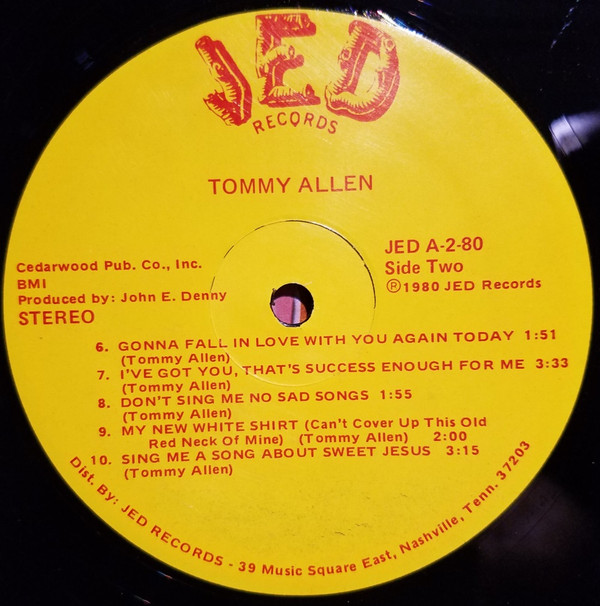 JED
RECORDS
TOMMY ALLEN
Cedarwood Pub. Co., Inc.
BMI
Produced by: John E. Denny
STEREO
JED A-2-80
Side Two
Ⓟ1980 JED Records
6. GONNA FALL IN LOVE WITH YOU AGAIN TODAY 1:51
(Tommy Allen)
7. I'VE GOT YOU, THAT'S SUCCESS ENOUGH FOR ME 3:33
(Tommy Allen)
8. DON'T SING ME NO SAD SONGS 1:55
(Tommy Allen)
9. MY NEW WHITE SHIRT (Can't Cover Up This Old
Red Neck Of Mine) (Tommy Allen) 2:00
10. SING ME A SONG ABOUT SWEET JESUS 3:15
(Tommy Allen)
Dist. By: JED RECORDS - 39 Music Square East, Nashville, Tenn. 37203